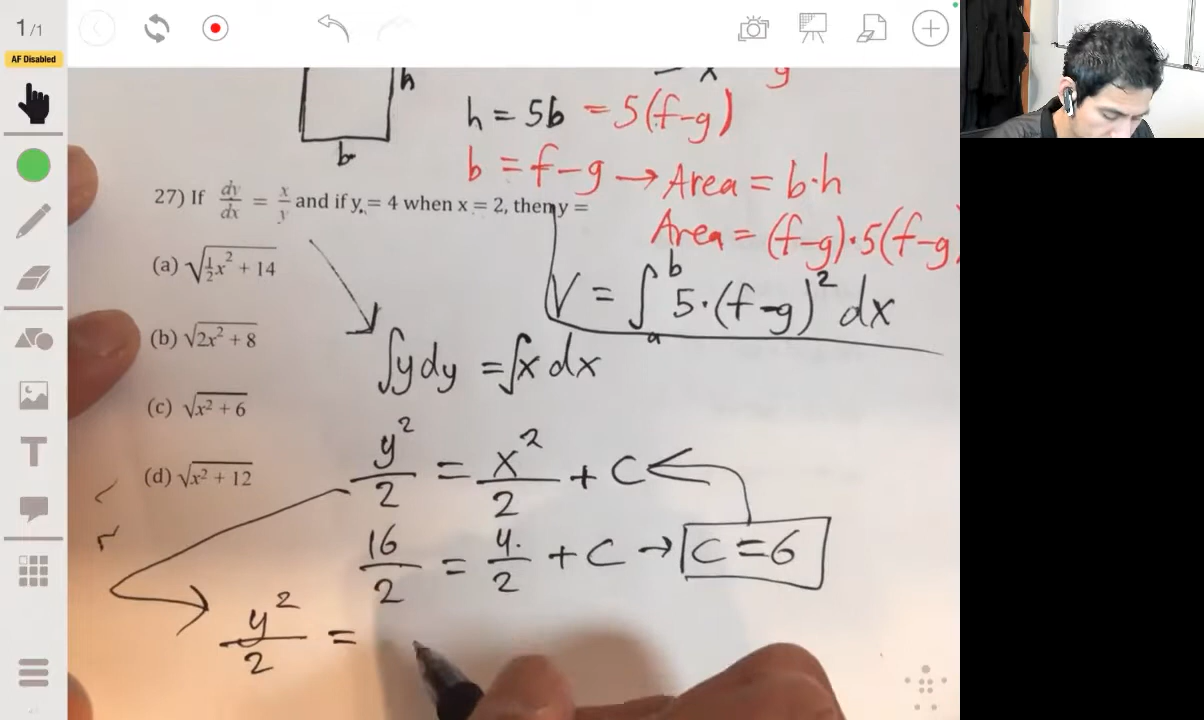 1/1
AF Disabled
h
b
h = 5b = 5(f-g)
b = f-g → Area = b·h
Area = (f-g)·5(f-g
V = ∫ₐᵇ 5·(f-g)² dx
27) If dy/dx = x/y and if y = 4 when x = 2, then y =
(a) √(½x² + 14)
(b) √(2x² + 8)
(c) √(x² + 6)
(d) √(x² + 12)
∫y dy = ∫x dx
y²/2 = x²/2 + C
16/2 = 4/2 + C → C = 6
y²/2 =
T